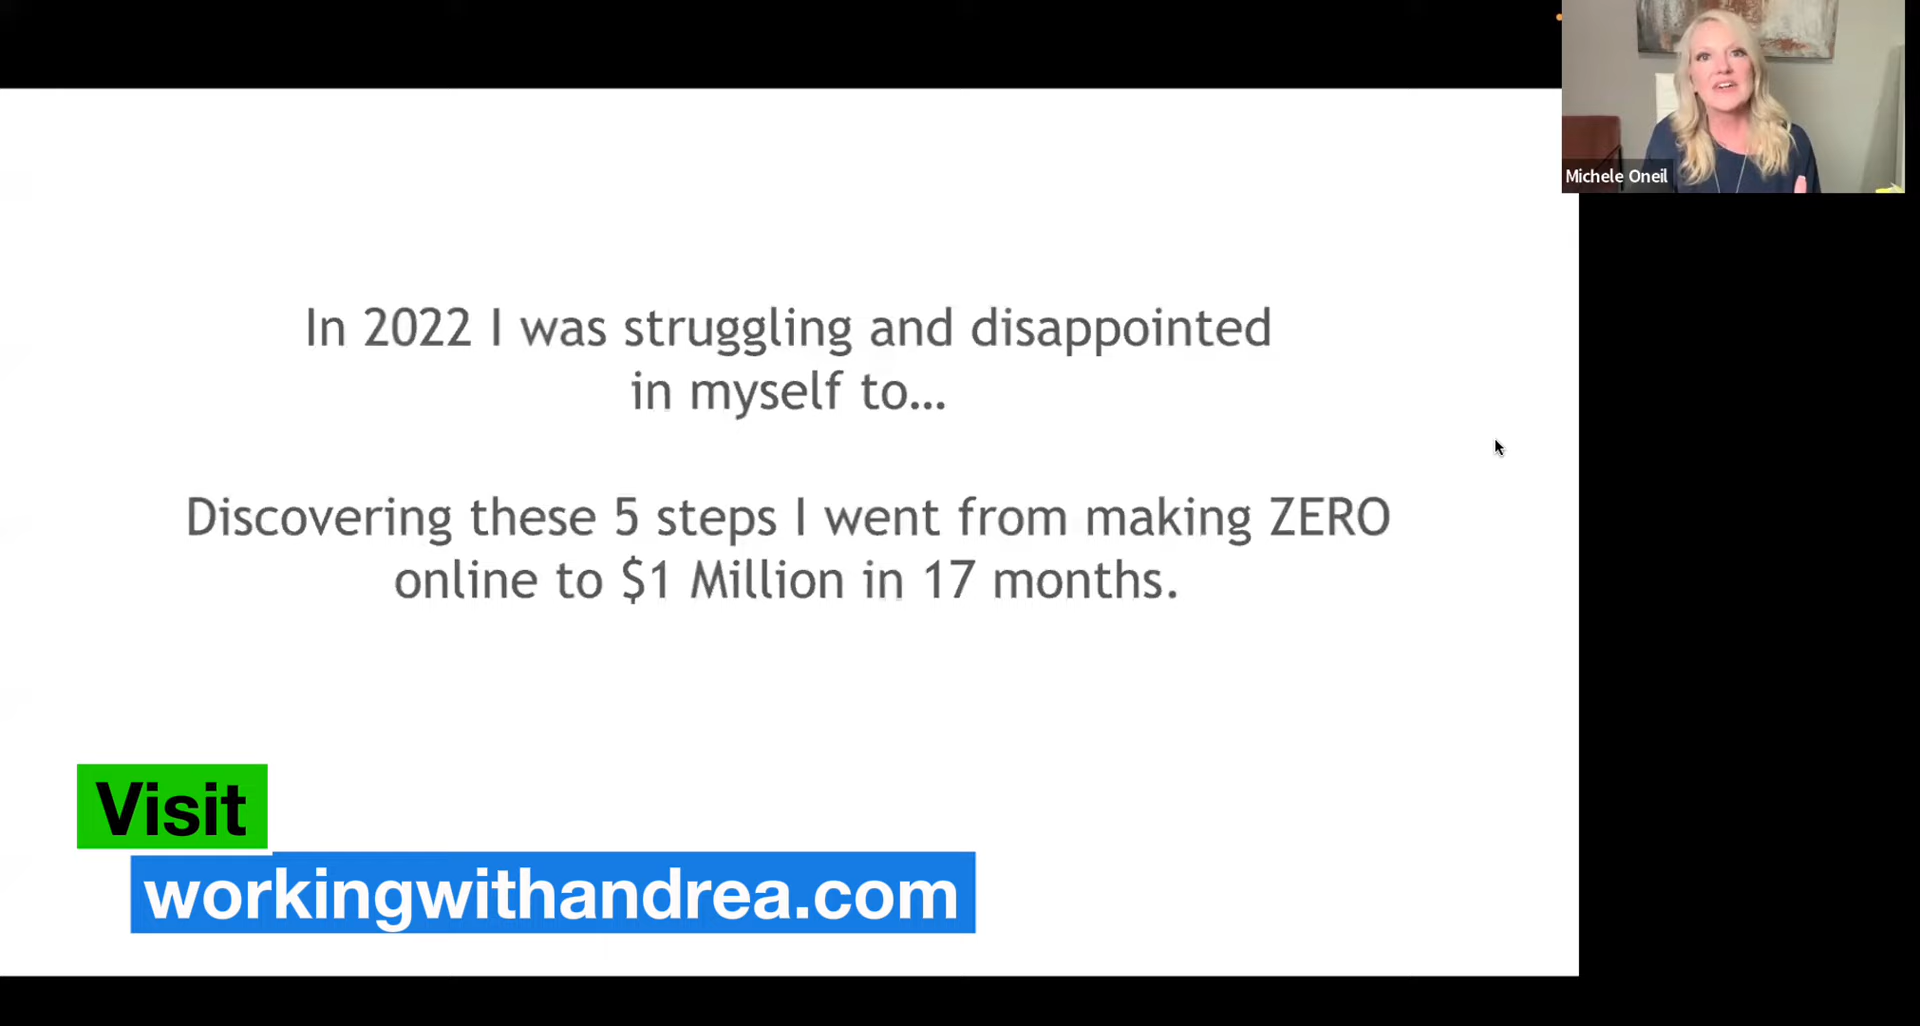 Michele Oneil
In 2022 I was struggling and disappointed
in myself to...
Discovering these 5 steps I went from making ZERO
online to $1 Million in 17 months.
Visit
workingwithandrea.com